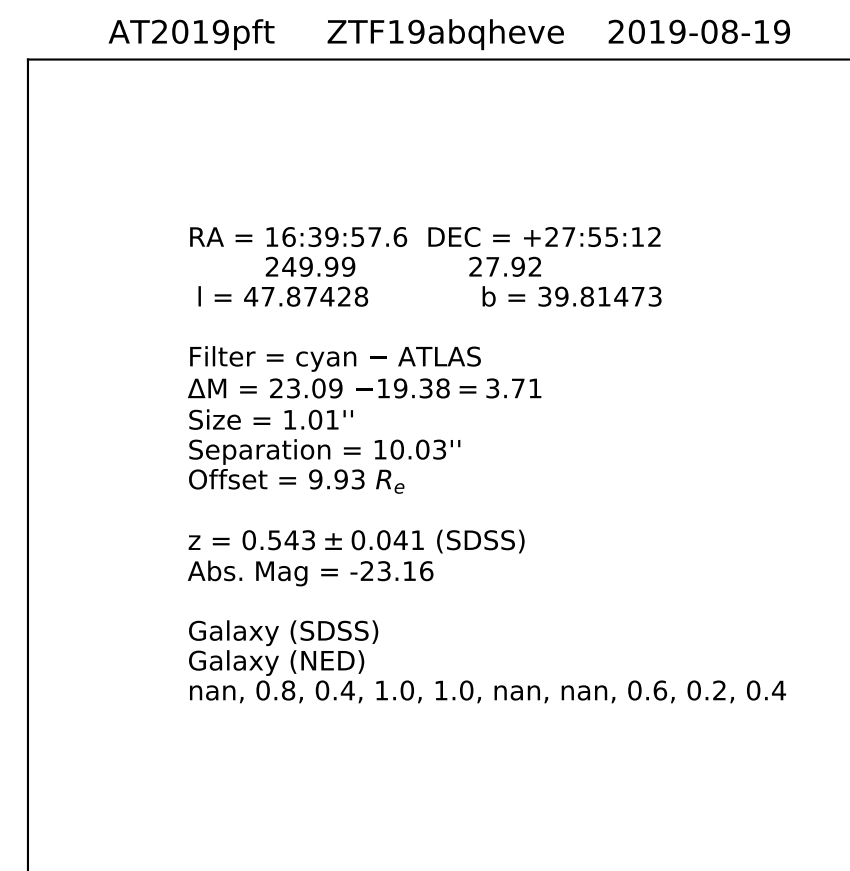 AT2019pft ZTF19abqheve 2019-08-19
RA = 16:39:57.6 DEC = +27:55:12
249.99 27.92
l = 47.87428 b = 39.81473
Filter = cyan − ATLAS
ΔM = 23.09 −19.38 = 3.71
Size = 1.01''
Separation = 10.03''
Offset = 9.93 Rₑ
z = 0.543 ± 0.041 (SDSS)
Abs. Mag = -23.16
Galaxy (SDSS)
Galaxy (NED)
nan, 0.8, 0.4, 1.0, 1.0, nan, nan, 0.6, 0.2, 0.4